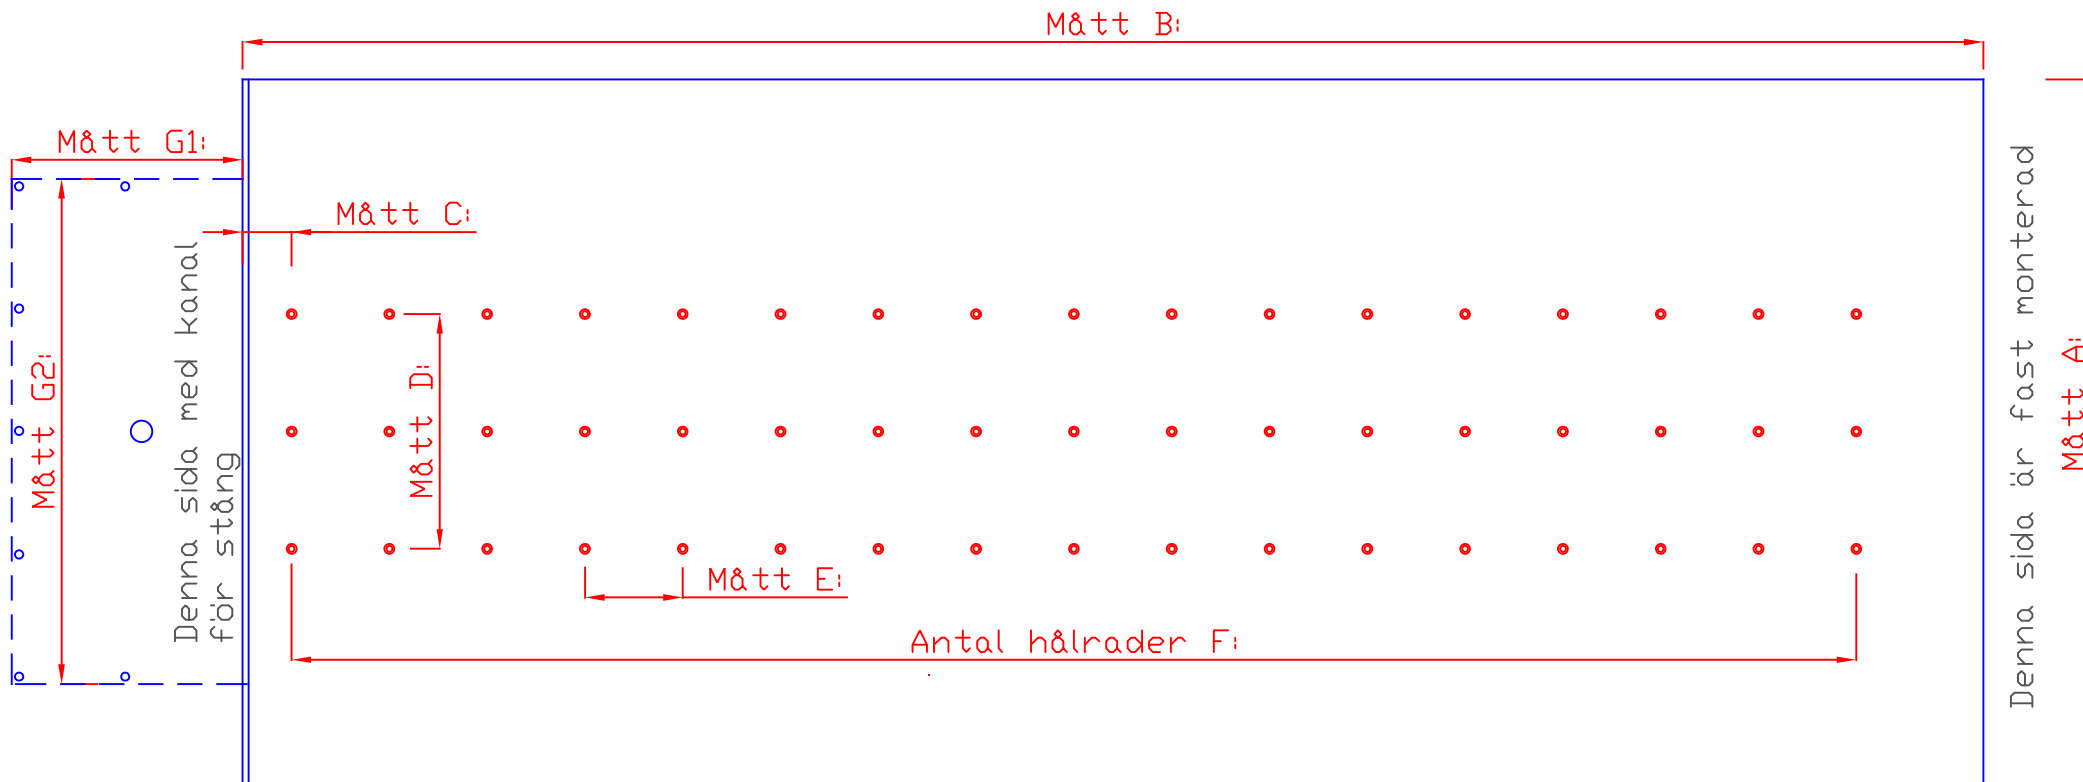 Mått B:
Mått G1:
Mått C:
Denna sida med kanal
för stång
Mått G2:
Mått D:
Mått E:
Antal hålrader F:
Denna sida är fast monterad
Mått A: